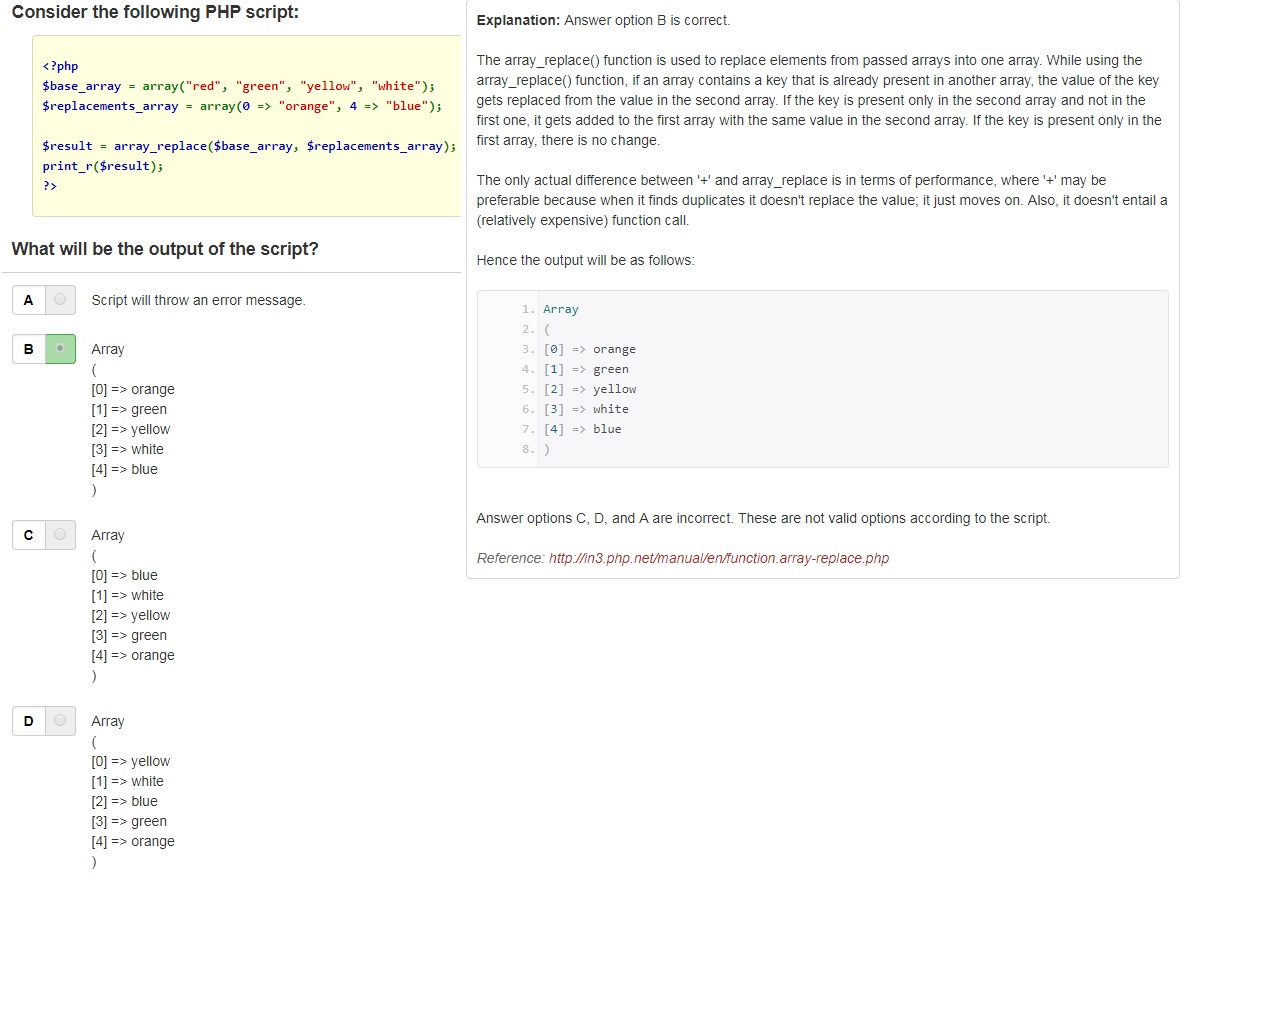 Consider the following PHP script:
<?php
$base_array = array("red", "green", "yellow", "white");
$replacements_array = array(0 => "orange", 4 => "blue");
$result = array_replace($base_array, $replacements_array);
print_r($result);
?>
What will be the output of the script?
A Script will throw an error message.
B Array
(
[0] => orange
[1] => green
[2] => yellow
[3] => white
[4] => blue
)
C Array
(
[0] => blue
[1] => white
[2] => yellow
[3] => green
[4] => orange
)
D Array
(
[0] => yellow
[1] => white
[2] => blue
[3] => green
[4] => orange
)
Explanation: Answer option B is correct.
The array_replace() function is used to replace elements from passed arrays into one array. While using the
array_replace() function, if an array contains a key that is already present in another array, the value of the key
gets replaced from the value in the second array. If the key is present only in the second array and not in the
first one, it gets added to the first array with the same value in the second array. If the key is present only in the
first array, there is no change.
The only actual difference between '+' and array_replace is in terms of performance, where '+' may be
preferable because when it finds duplicates it doesn't replace the value; it just moves on. Also, it doesn't entail a
(relatively expensive) function call.
Hence the output will be as follows:
1. Array
2. (
3. [0] => orange
4. [1] => green
5. [2] => yellow
6. [3] => white
7. [4] => blue
8. )
Answer options C, D, and A are incorrect. These are not valid options according to the script.
Reference: http://in3.php.net/manual/en/function.array-replace.php